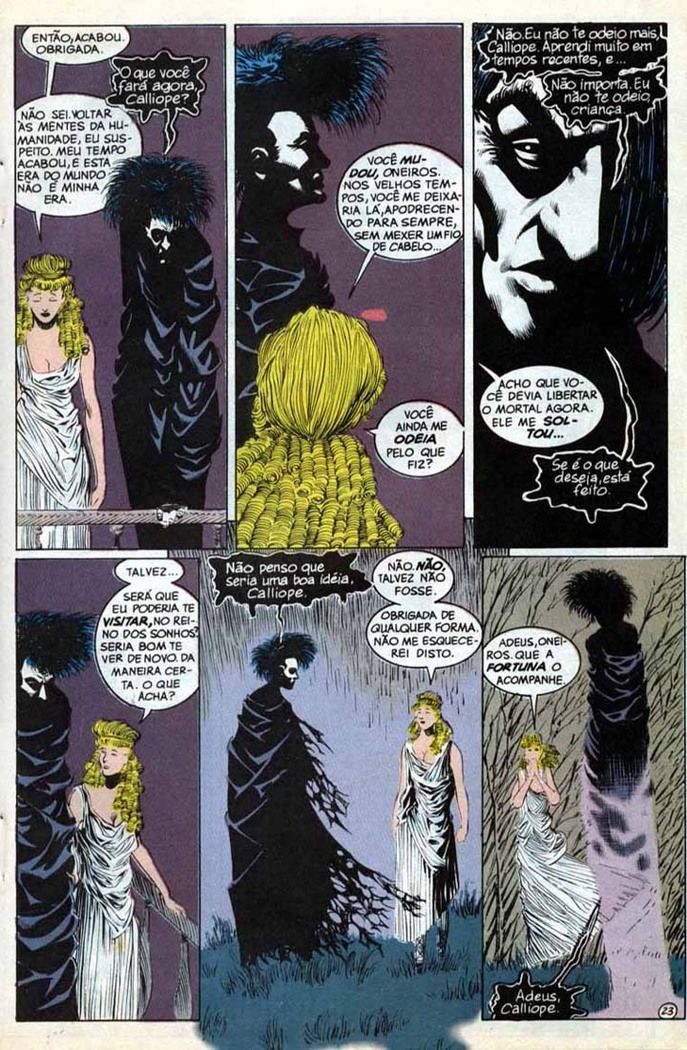 ENTÃO, ACABOU.
OBRIGADA.
O que você
fará agora,
Calliope?
NÃO SEI. VOLTAR
ÀS MENTES DA HU-
MANIDADE, EU SUS-
PEITO. MEU TEMPO
ACABOU, E ESTA
ERA DO MUNDO
NÃO É MINHA
ERA.
VOCÊ MU-
DOU, ONEIROS.
NOS VELHOS TEM-
POS, VOCÊ ME DEIXA-
RIA LÁ, APODRECEN-
DO PARA SEMPRE,
SEM MEXER UM FIO
DE CABELO...
VOCÊ
AINDA ME
ODEIA
PELO QUE
FIZ?
Não. Eu não te odeio mais,
Calliope. Aprendi muito em
tempos recentes, e...
Não importa. Eu
não te odeio,
criança.
ACHO QUE VO-
CÊ DEVIA LIBERTAR
O MORTAL AGORA.
ELE ME SOL-
TOU...
Se é o que
deseja, está
feito.
TALVEZ...
SERÁ QUE
EU PODERIA TE
VISITAR, NO REI-
NO DOS SONHOS?
SERIA BOM TE
VER DE NOVO. DA
MANEIRA CER-
TA. O QUE
ACHA?
Não penso que
seria uma boa idéia,
Calliope.
NÃO. NÃO,
TALVEZ NÃO
FOSSE.
OBRIGADA DE
QUALQUER FORMA.
NÃO ME ESQUECE-
REI DISTO.
ADEUS, ONEI-
ROS. QUE A
FORTUNA O
ACOMPANHE.
Adeus,
Calliope.
23